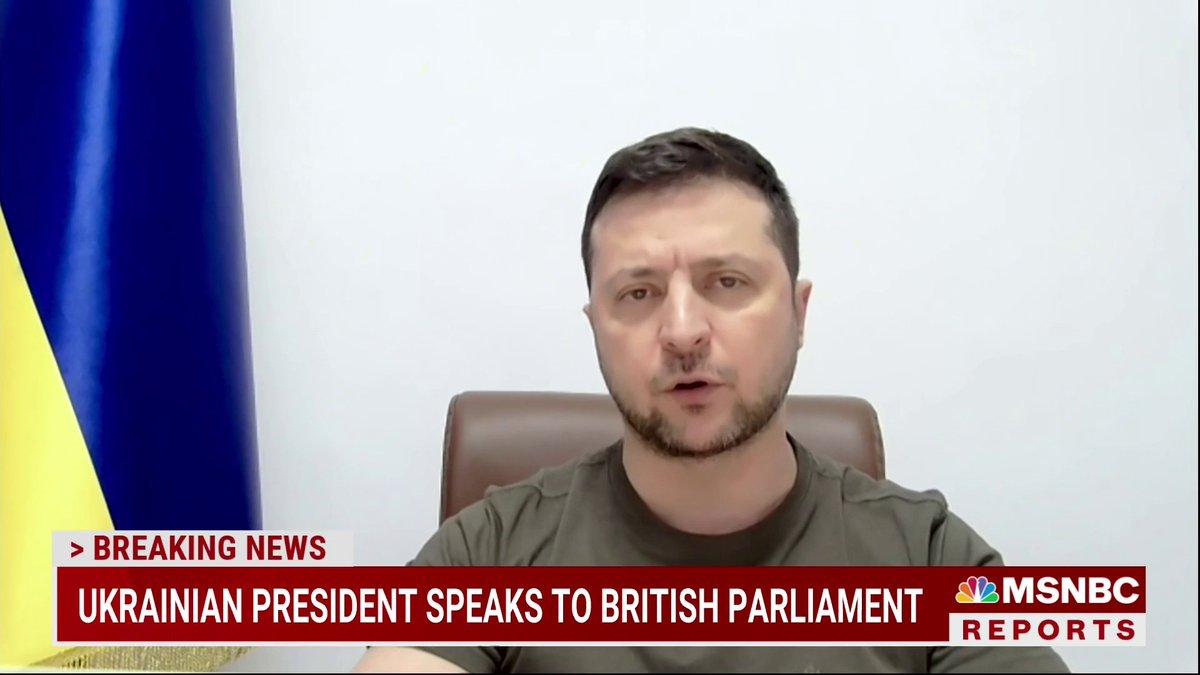 > BREAKING NEWS
UKRAINIAN PRESIDENT SPEAKS TO BRITISH PARLIAMENT
MSNBC
REPORTS